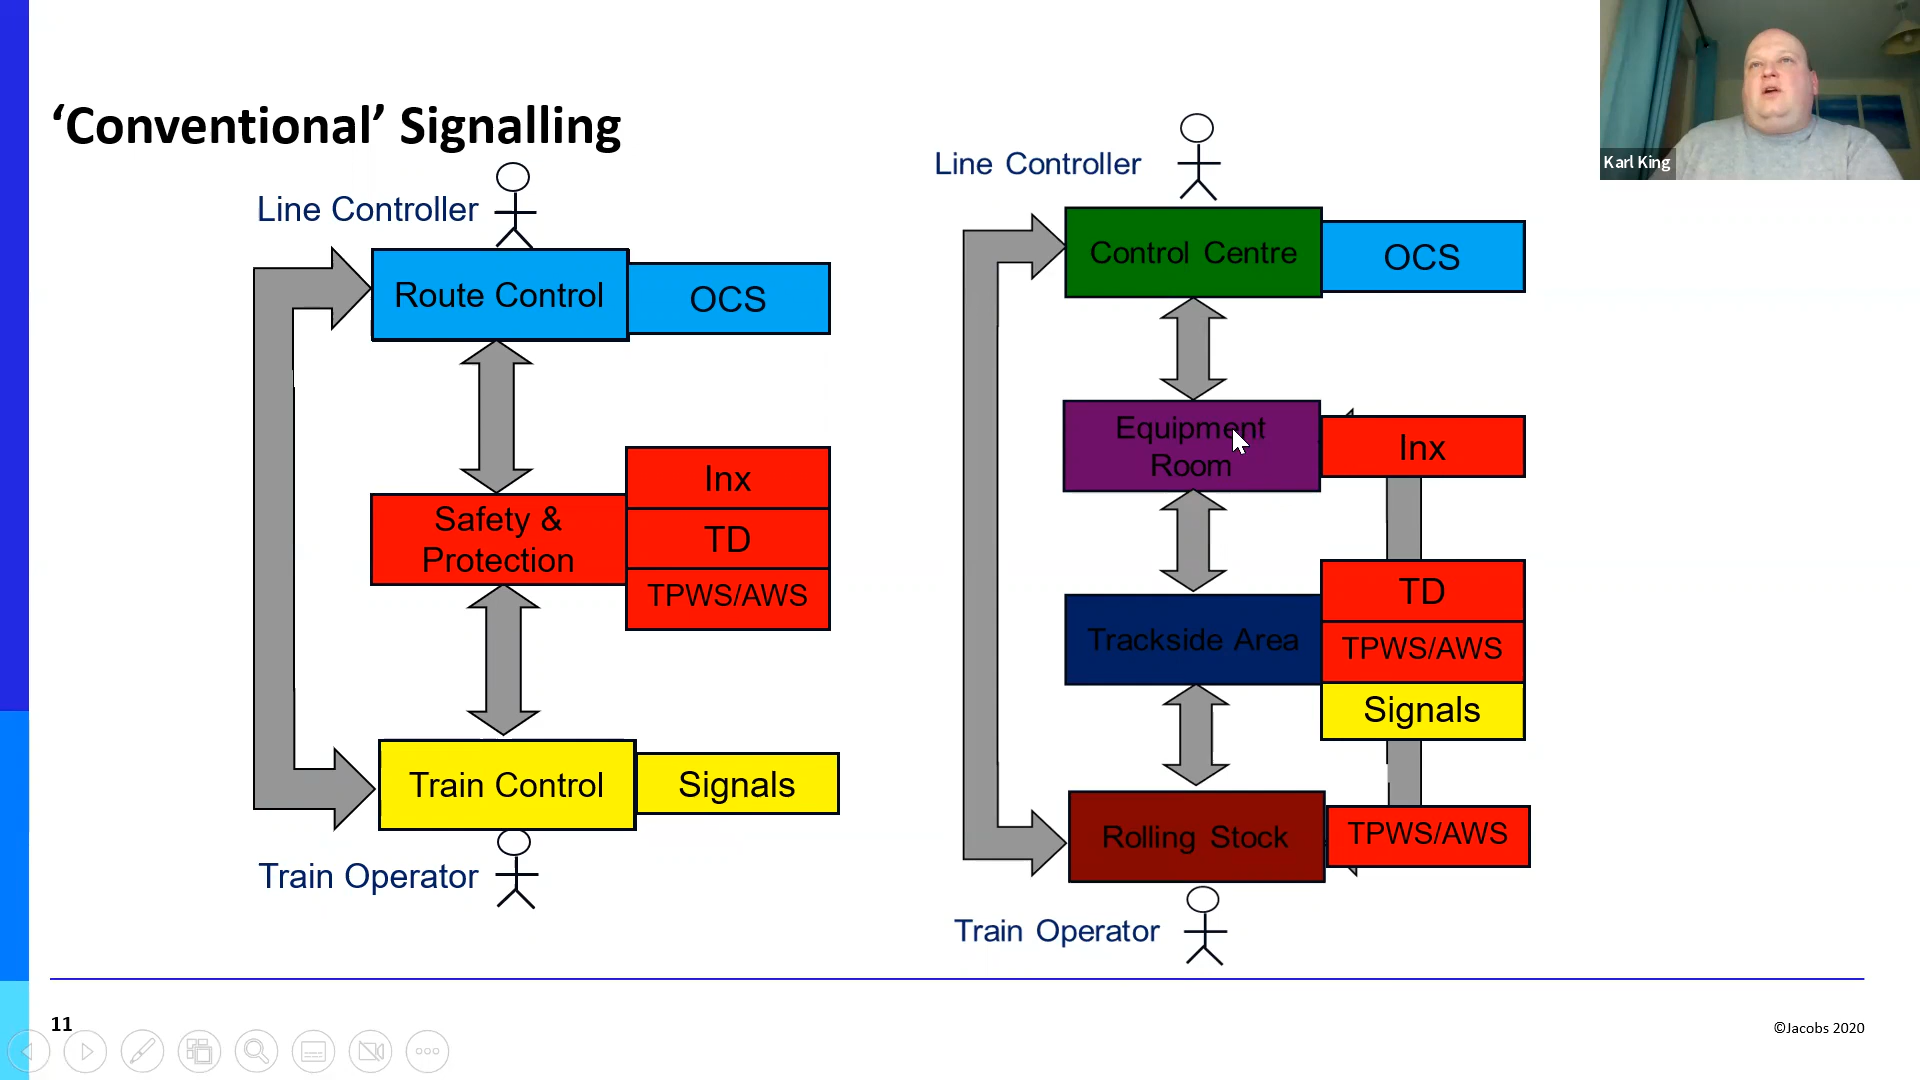 ‘Conventional’ Signalling
Line Controller
Route Control
OCS
Safety &
Protection
Inx
TD
TPWS/AWS
Train Control
Signals
Train Operator
Line Controller
Control Centre
OCS
Equipment
Room
Inx
Trackside Area
TD
TPWS/AWS
Signals
Rolling Stock
TPWS/AWS
Train Operator
Karl King
11
©Jacobs 2020